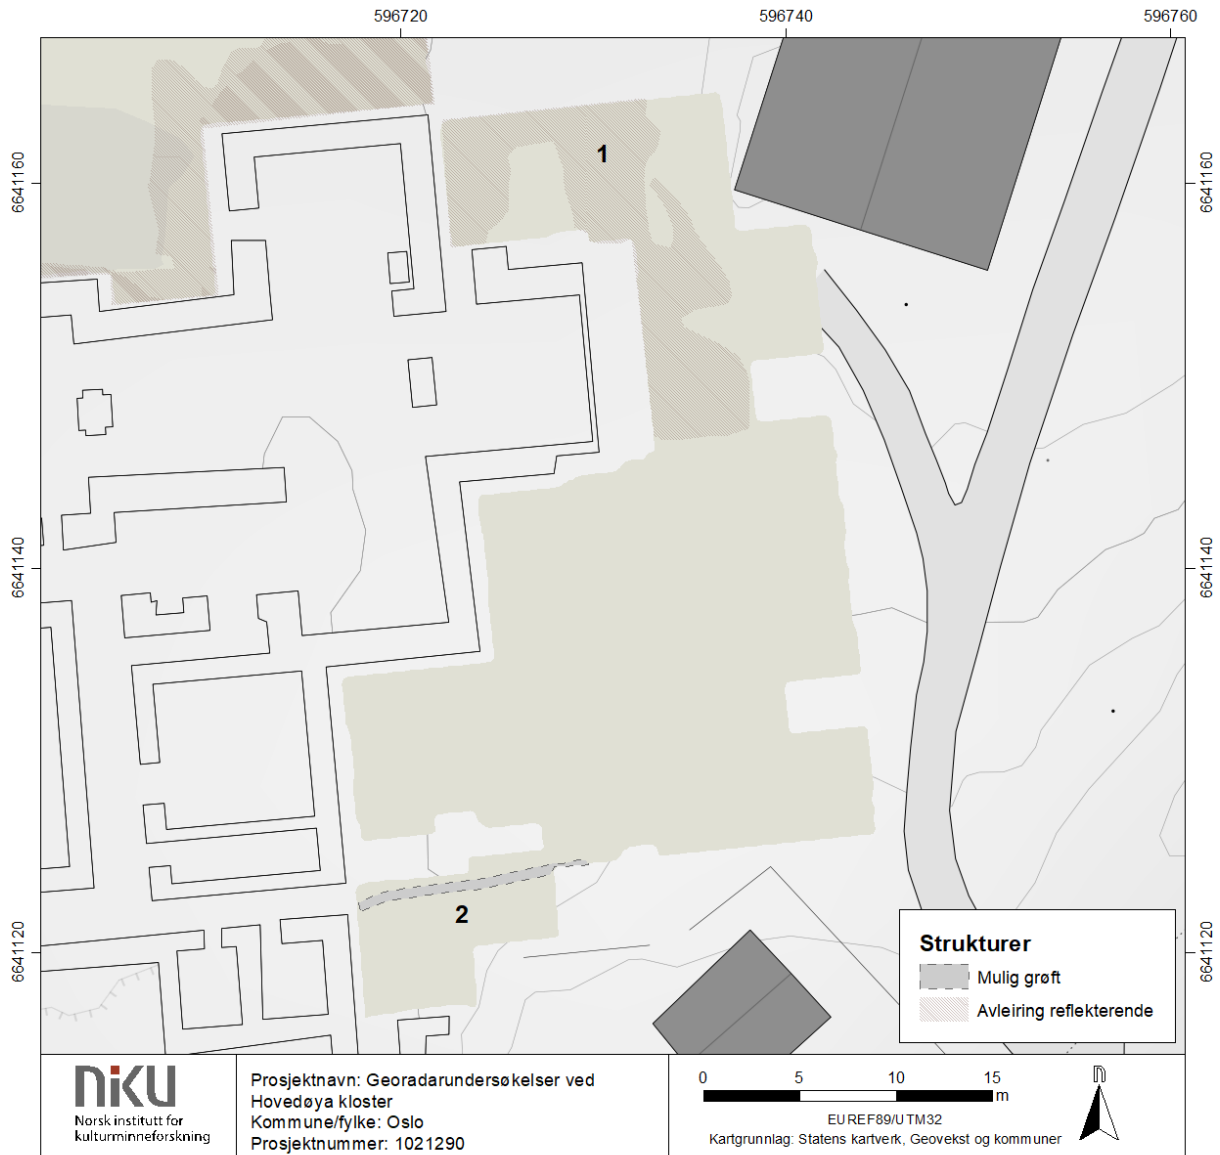 596720
596740
596760
6641160
6641160
1
6641140
6641140
2
6641120
6641120
Strukturer
Mulig grøft
Avleiring reflekterende
niku
Norsk institutt for
kulturminneforskning
Prosjektnavn: Georadarundersøkelser ved
Hovedøya kloster
Kommune/fylke: Oslo
Prosjektnummer: 1021290
0 5 10 15
m
EUREF89/UTM32
Kartgrunnlag: Statens kartverk, Geovekst og kommuner
n